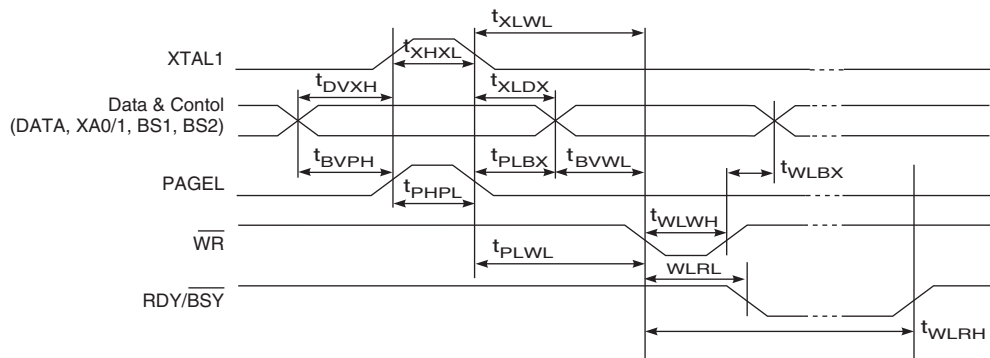 tXLWL
XTAL1
tXHXL
tDVXH
tXLDX
Data & Contol
(DATA, XA0/1, BS1, BS2)
tBVPH
tPLBX
tBVWL
tWLBX
PAGEL
tPHPL
tWLWH
WR
tPLWL
WLRL
RDY/BSY
tWLRH